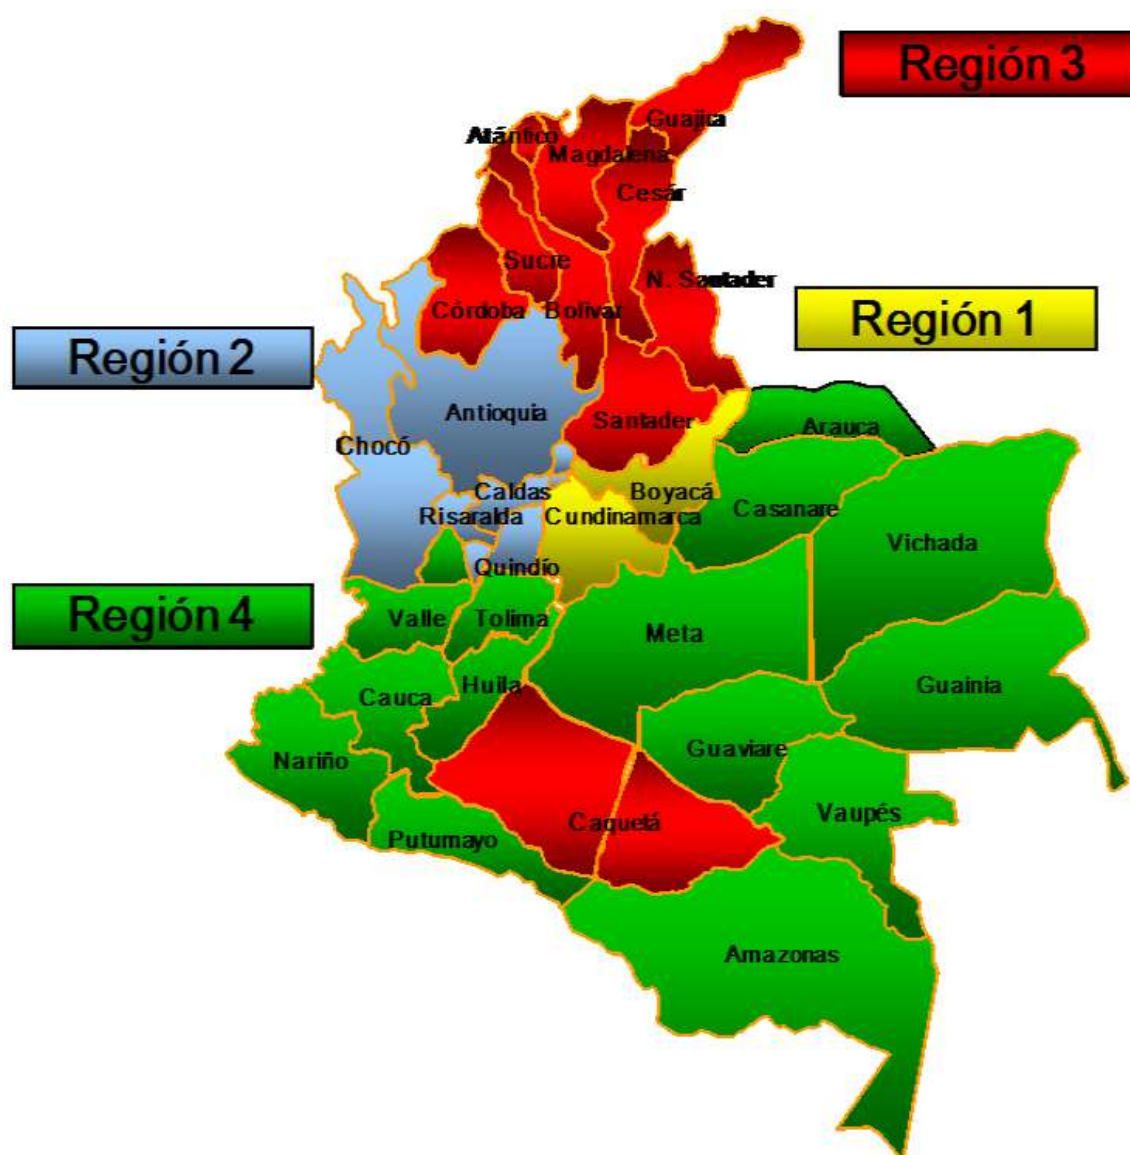 Región 3
Guajira
Atlántico
Magdalena
Cesár
Sucre
N. Santader
Córdoba
Bolivar
Región 1
Región 2
Antioquia
Santader
Arauca
Chocó
Caldas
Boyacá
Risaralda
Cundinamarca
Casanare
Vichada
Quindío
Región 4
Valle
Tolima
Meta
Huila
Guainia
Cauca
Guaviare
Nariño
Vaupés
Caquetá
Putumayo
Amazonas